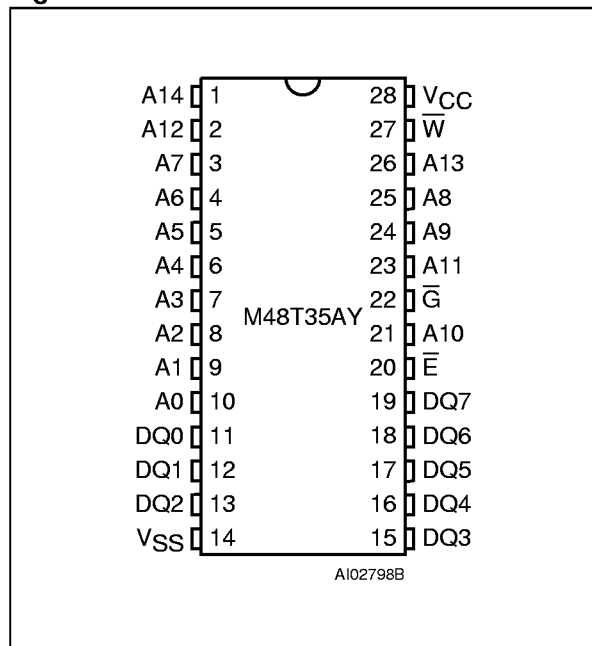 A14 1 28 VCC
A12 2 27 W̅
A7 3 26 A13
A6 4 25 A8
A5 5 24 A9
A4 6 23 A11
A3 7 22 G̅
M48T35AY
A2 8 21 A10
A1 9 20 E̅
A0 10 19 DQ7
DQ0 11 18 DQ6
DQ1 12 17 DQ5
DQ2 13 16 DQ4
VSS 14 15 DQ3
AI02798B